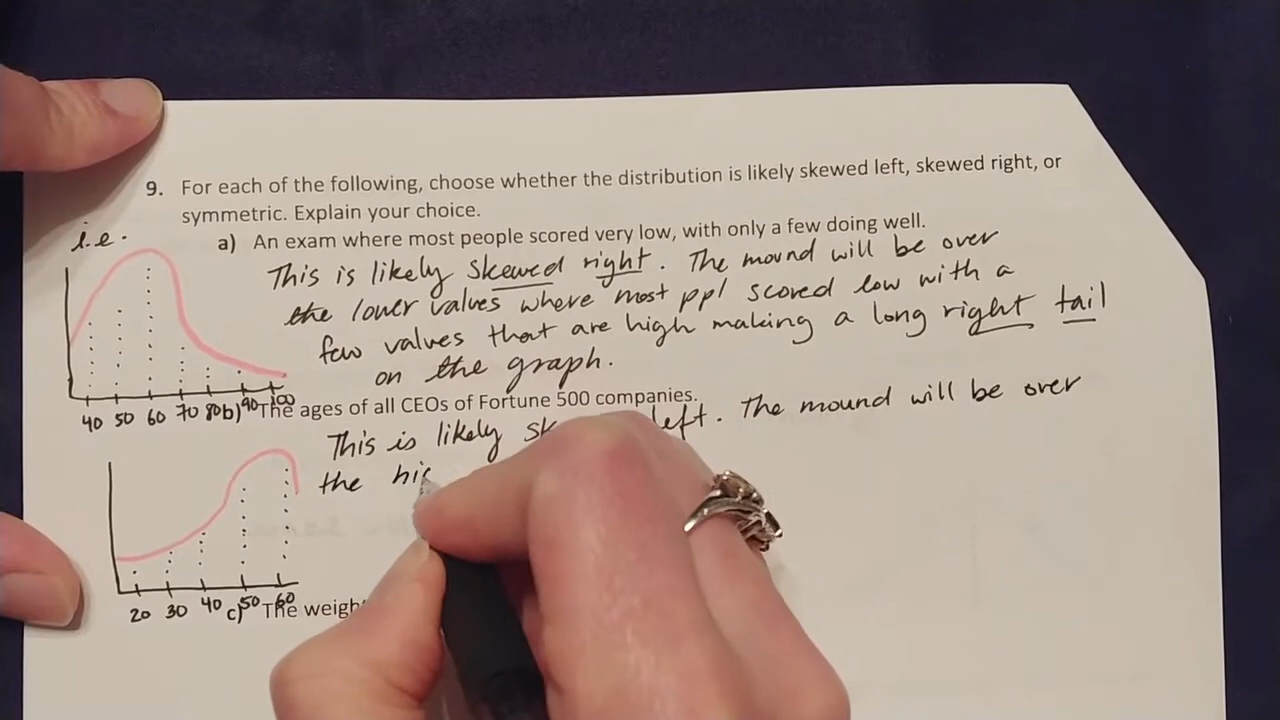 9. For each of the following, choose whether the distribution is likely skewed left, skewed right, or
symmetric. Explain your choice.
i.e.
a) An exam where most people scored very low, with only a few doing well.
This is likely skewed right. The mound will be over
the lower values where most ppl scored low with a
few values that are high making a long right tail
on the graph.
40 50 60 70 80 90 100
b) The ages of all CEOs of Fortune 500 companies.
This is likely left. The mound will be over
the
20 30 40 50 60
c) The